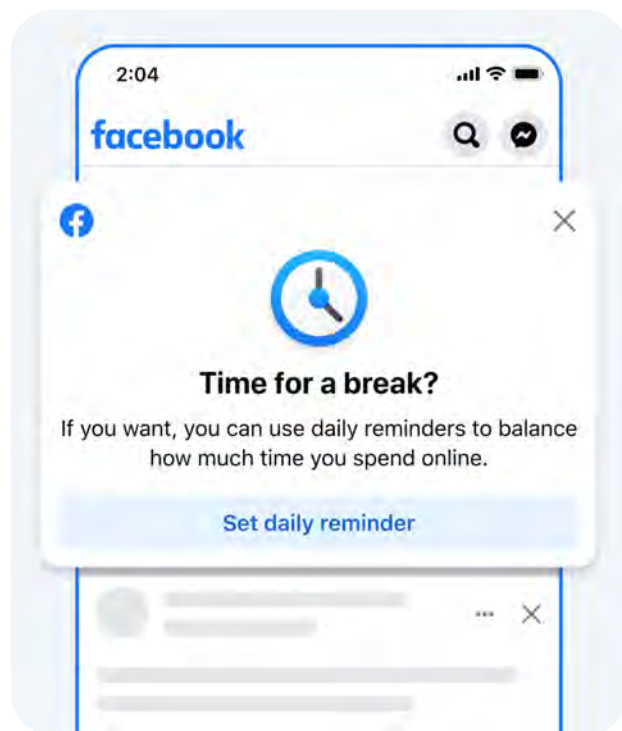 2:04
facebook
Time for a break?
If you want, you can use daily reminders to balance
how much time you spend online.
Set daily reminder